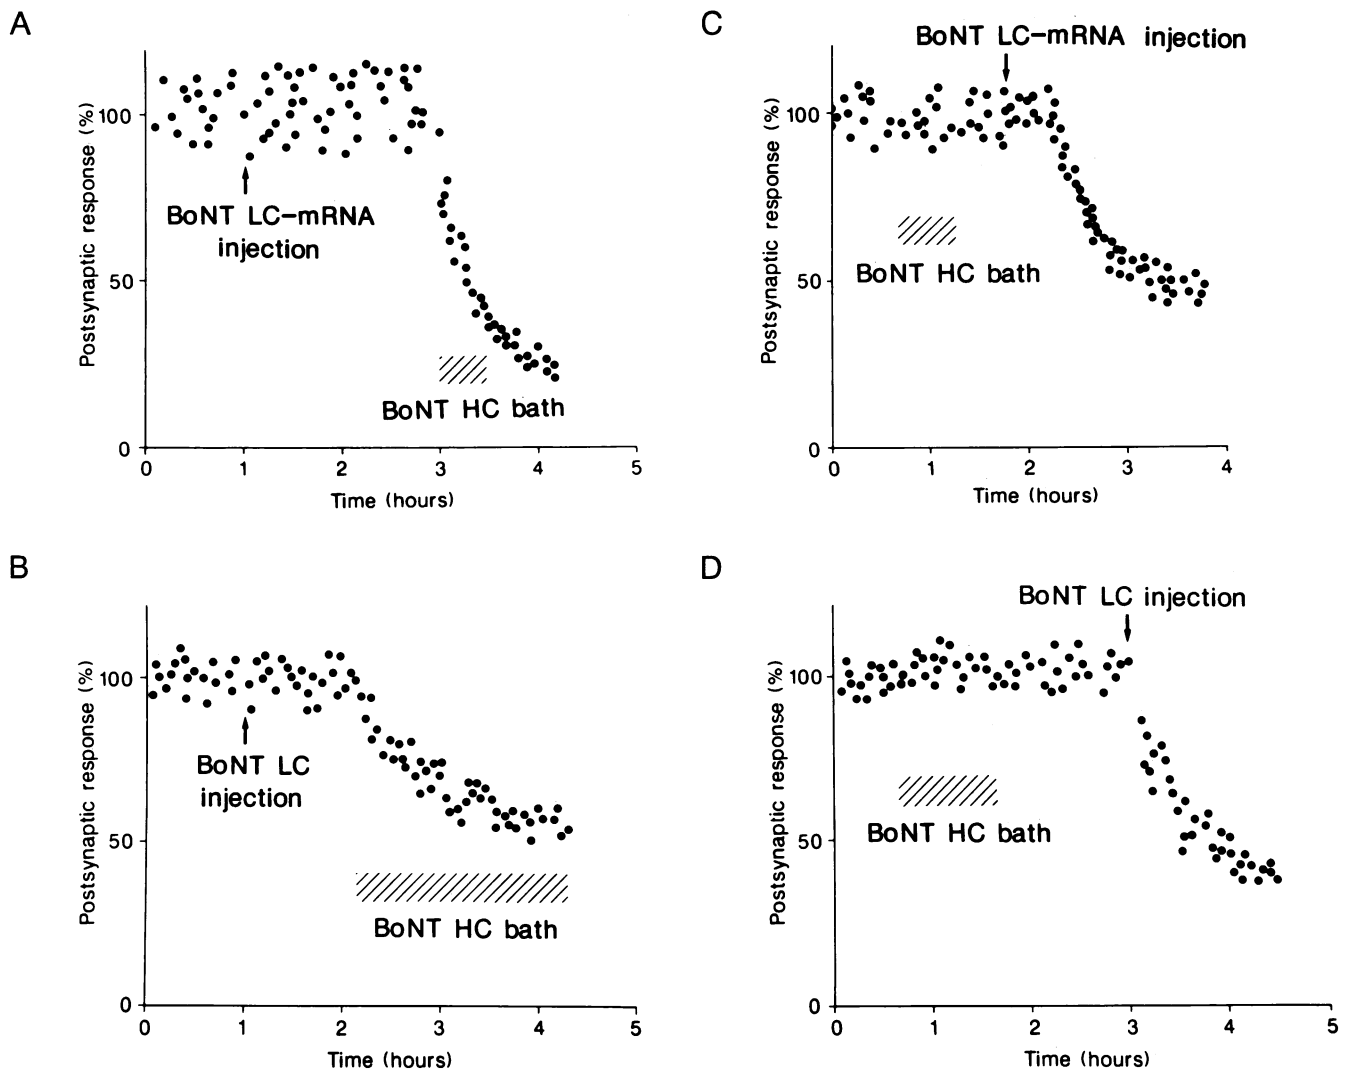 A
Postsynaptic response (%)
100
50
0
BoNT LC-mRNA
injection
BoNT HC bath
0 1 2 3 4 5
Time (hours)
C
BoNT LC-mRNA injection
Postsynaptic response (%)
100
50
0
BoNT HC bath
0 1 2 3 4
Time (hours)
B
Postsynaptic response (%)
100
50
0
BoNT LC
injection
BoNT HC bath
0 1 2 3 4 5
Time (hours)
D
BoNT LC injection
Postsynaptic response (%)
100
50
0
BoNT HC bath
0 1 2 3 4 5
Time (hours)